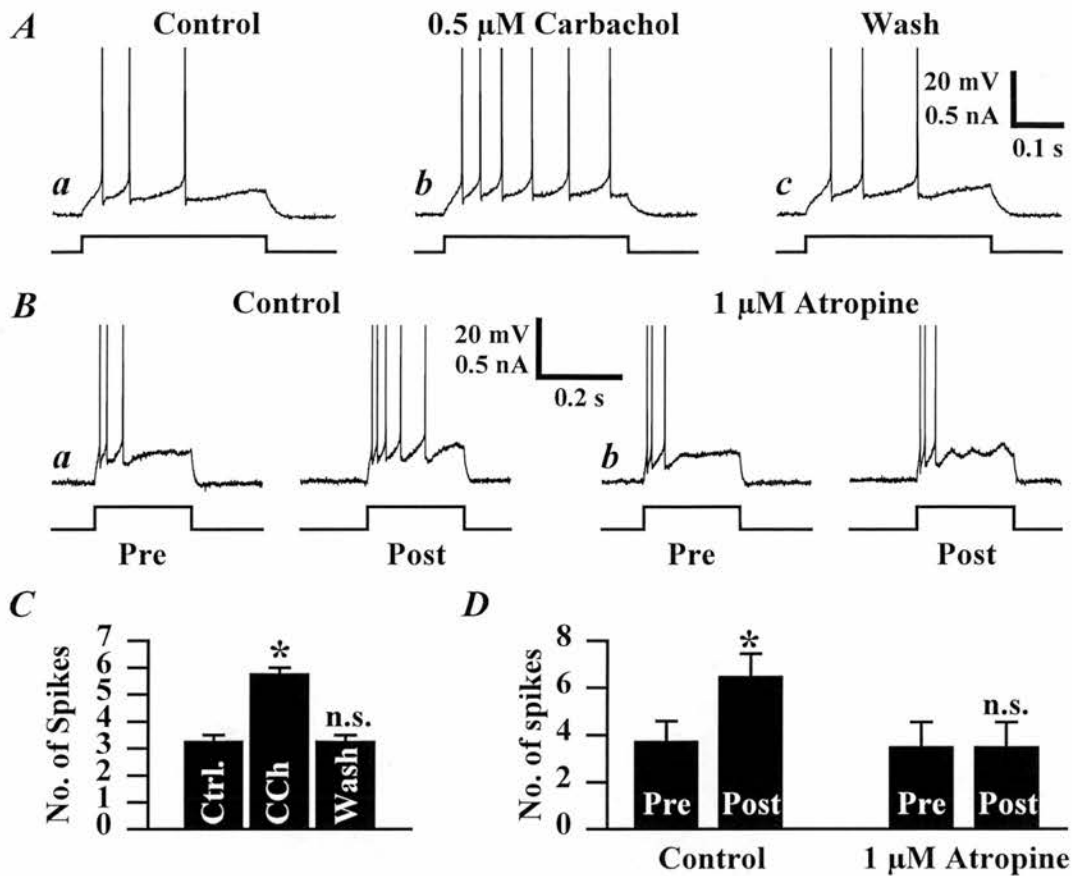 A Control 0.5 µM Carbachol Wash
20 mV
0.5 nA
0.1 s
a b c
B Control 1 µM Atropine
20 mV
0.5 nA
0.2 s
a b
Pre Post Pre Post
C
No. of Spikes
7
6
5
4
3
2
1
0
*
n.s.
Ctrl.
CCh
Wash
D
No. of spikes
8
6
4
2
0
*
n.s.
Pre Post Pre Post
Control 1 µM Atropine